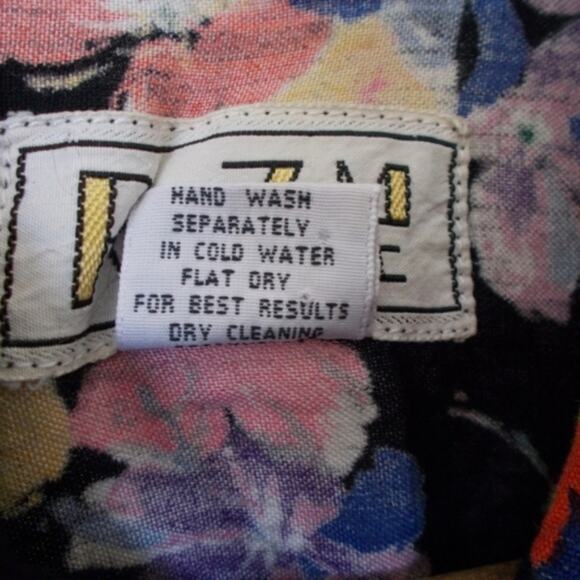 HAND WASH
SEPARATELY
IN COLD WATER
FLAT DRY
FOR BEST RESULTS
DRY CLEANING